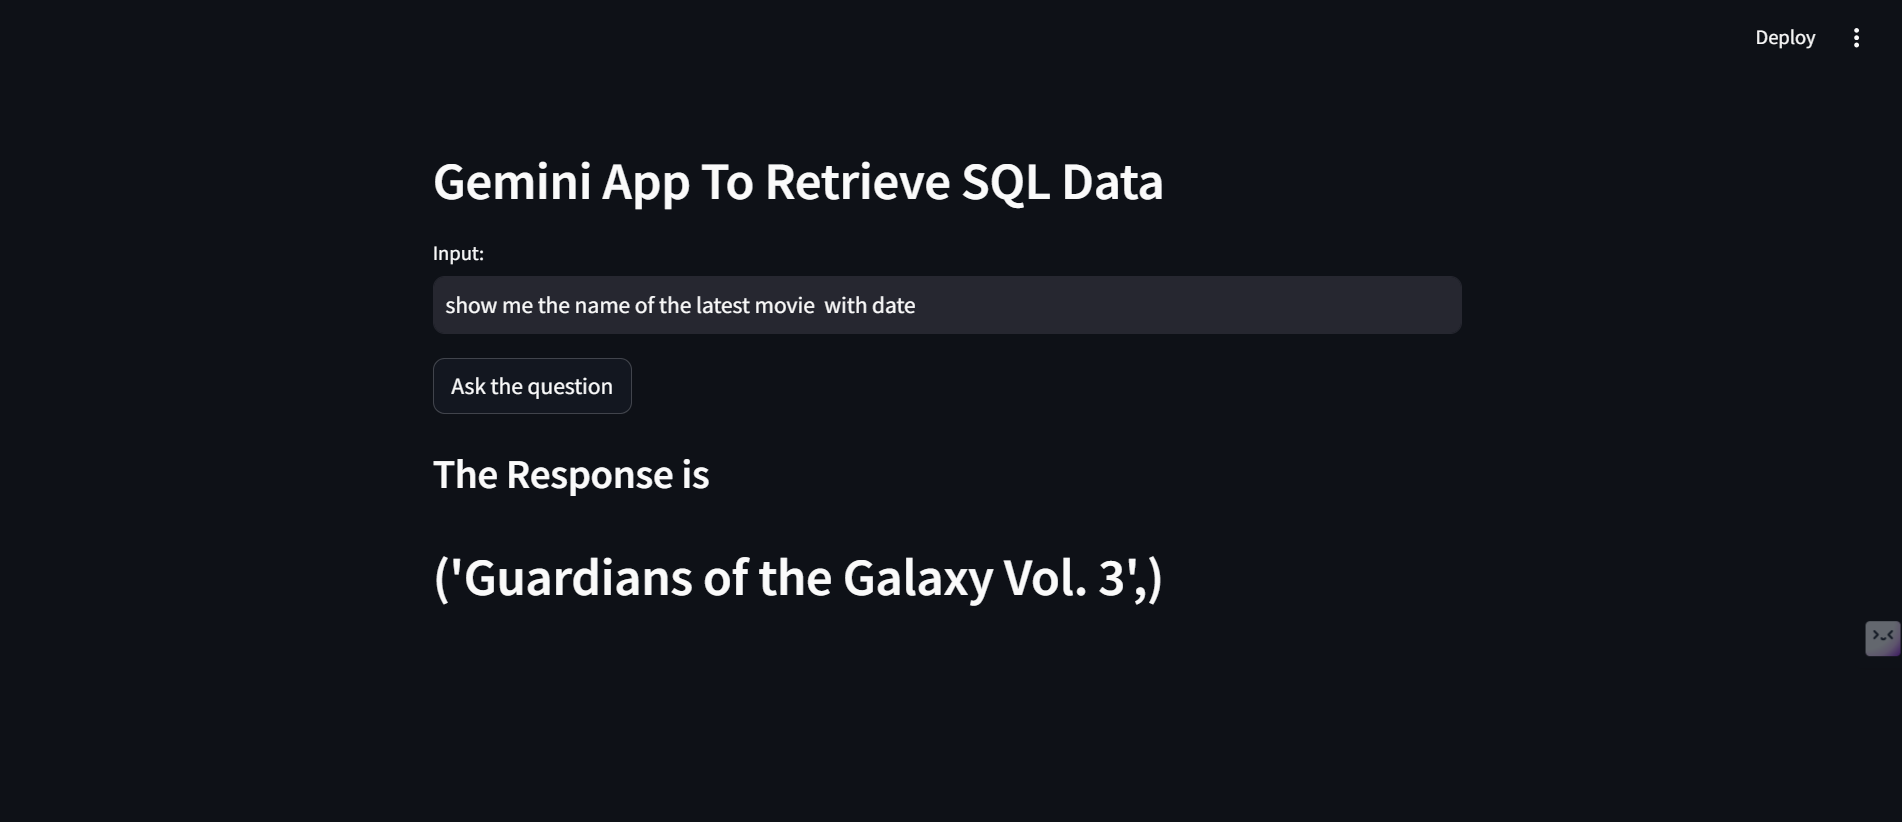 Deploy
Gemini App To Retrieve SQL Data
Input:
show me the name of the latest movie  with date
Ask the question
The Response is
('Guardians of the Galaxy Vol. 3',)